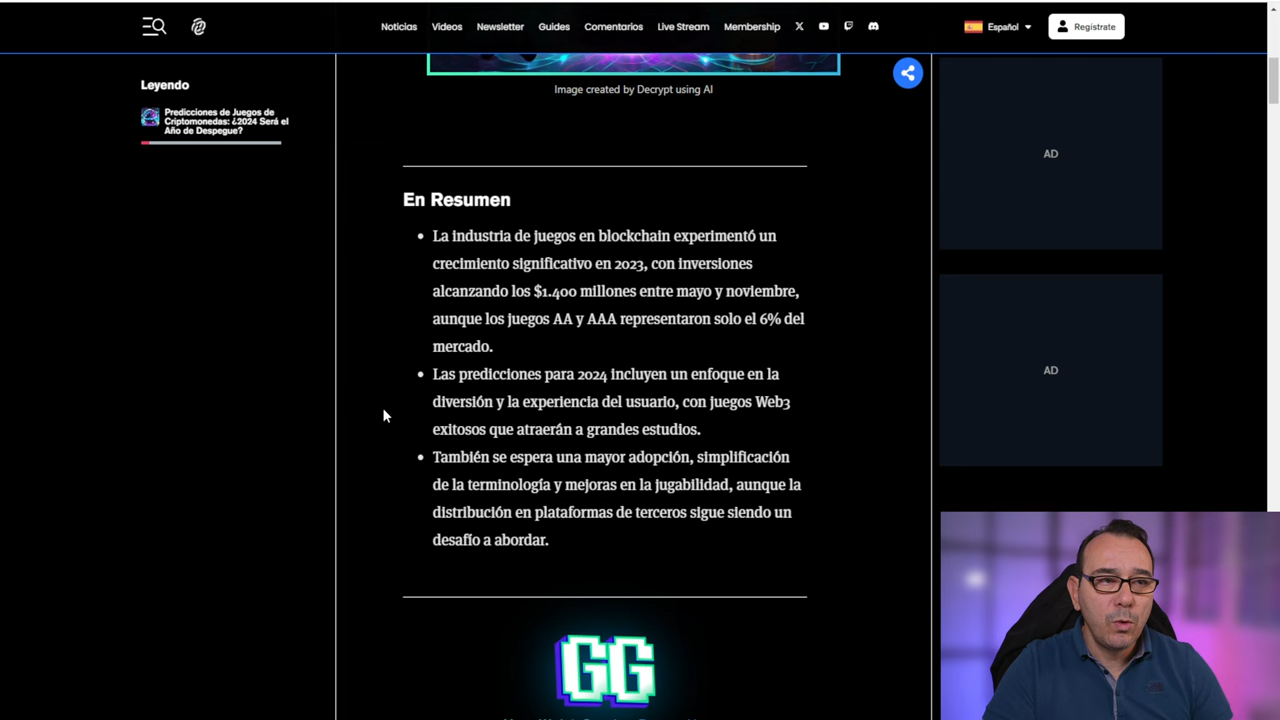 Noticias Videos Newsletter Guides Comentarios Live Stream Membership Español Regístrate
Leyendo
Predicciones de Juegos de
Criptomonedas: ¿2024 Será el
Año de Despegue?
Image created by Decrypt using AI
AD
En Resumen
La industria de juegos en blockchain experimentó un
crecimiento significativo en 2023, con inversiones
alcanzando los $1.400 millones entre mayo y noviembre,
aunque los juegos AA y AAA representaron solo el 6% del
mercado.
Las predicciones para 2024 incluyen un enfoque en la
diversión y la experiencia del usuario, con juegos Web3
exitosos que atraerán a grandes estudios.
También se espera una mayor adopción, simplificación
de la terminología y mejoras en la jugabilidad, aunque la
distribución en plataformas de terceros sigue siendo un
desafío a abordar.
AD
GG